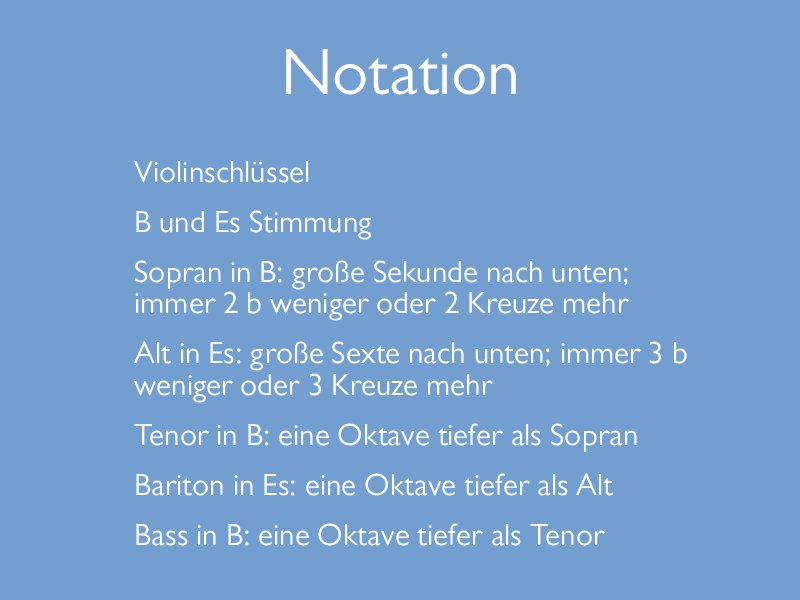 Notation
Violinschlüssel
B und Es Stimmung
Sopran in B: große Sekunde nach unten;
immer 2 b weniger oder 2 Kreuze mehr
Alt in Es: große Sexte nach unten; immer 3 b
weniger oder 3 Kreuze mehr
Tenor in B: eine Oktave tiefer als Sopran
Bariton in Es: eine Oktave tiefer als Alt
Bass in B: eine Oktave tiefer als Tenor